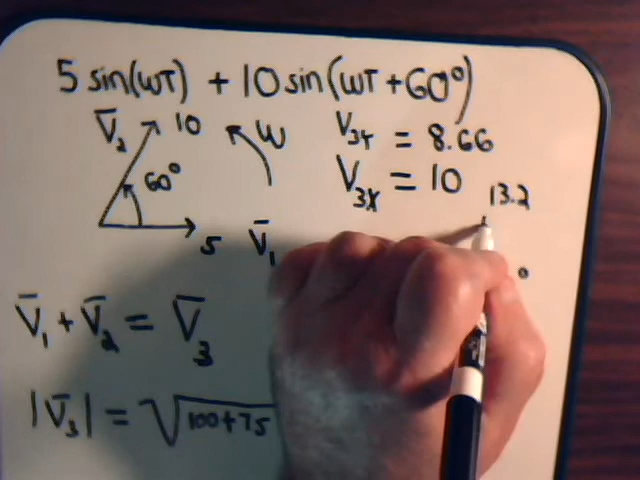 5 sin(ωT) + 10 sin(ωT + 60°)
V̅₂ 10 ω V₃Y = 8.66
60° V₃X = 10
13.2
5 V̅₁
°
V̅₁ + V̅₂ = V̅₃
|V̅₃| = √100+75